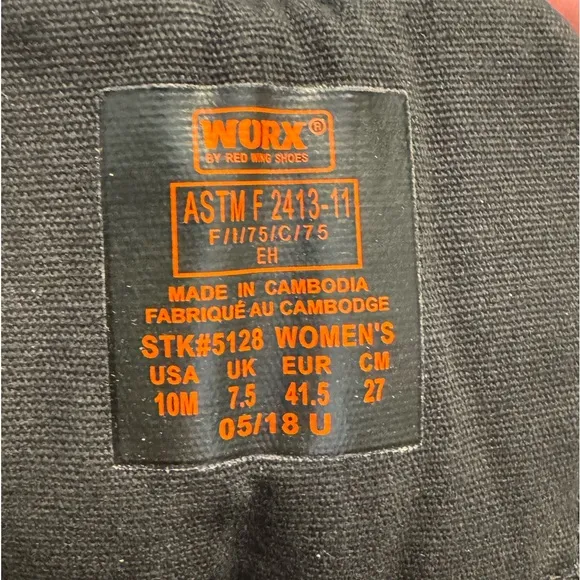 WORX®
BY RED WING SHOES
ASTM F 2413-11
F/I/75/C/75
EH
MADE IN CAMBODIA
FABRIQUÉ AU CAMBODGE
STK#5128 WOMEN'S
USA UK EUR CM
10M 7.5 41.5 27
05/18 U